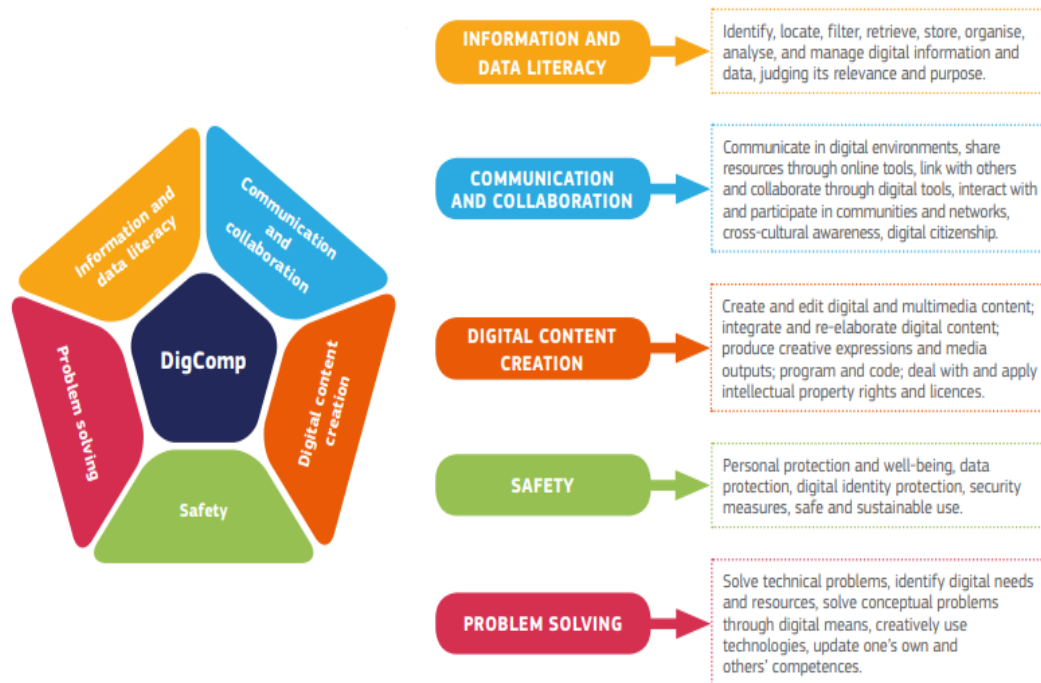 Information and
data literacy
Communication
and
collaboration
DigComp
Problem solving
Digital content
creation
Safety
INFORMATION AND
DATA LITERACY
Identify, locate, filter, retrieve, store, organise,
analyse, and manage digital information and
data, judging its relevance and purpose.
COMMUNICATION
AND COLLABORATION
Communicate in digital environments, share
resources through online tools, link with others
and collaborate through digital tools, interact with
and participate in communities and networks,
cross-cultural awareness, digital citizenship.
DIGITAL CONTENT
CREATION
Create and edit digital and multimedia content;
integrate and re-elaborate digital content;
produce creative expressions and media
outputs; program and code; deal with and apply
intellectual property rights and licences.
SAFETY
Personal protection and well-being, data
protection, digital identity protection, security
measures, safe and sustainable use.
PROBLEM SOLVING
Solve technical problems, identify digital needs
and resources, solve conceptual problems
through digital means, creatively use
technologies, update one's own and
others' competences.